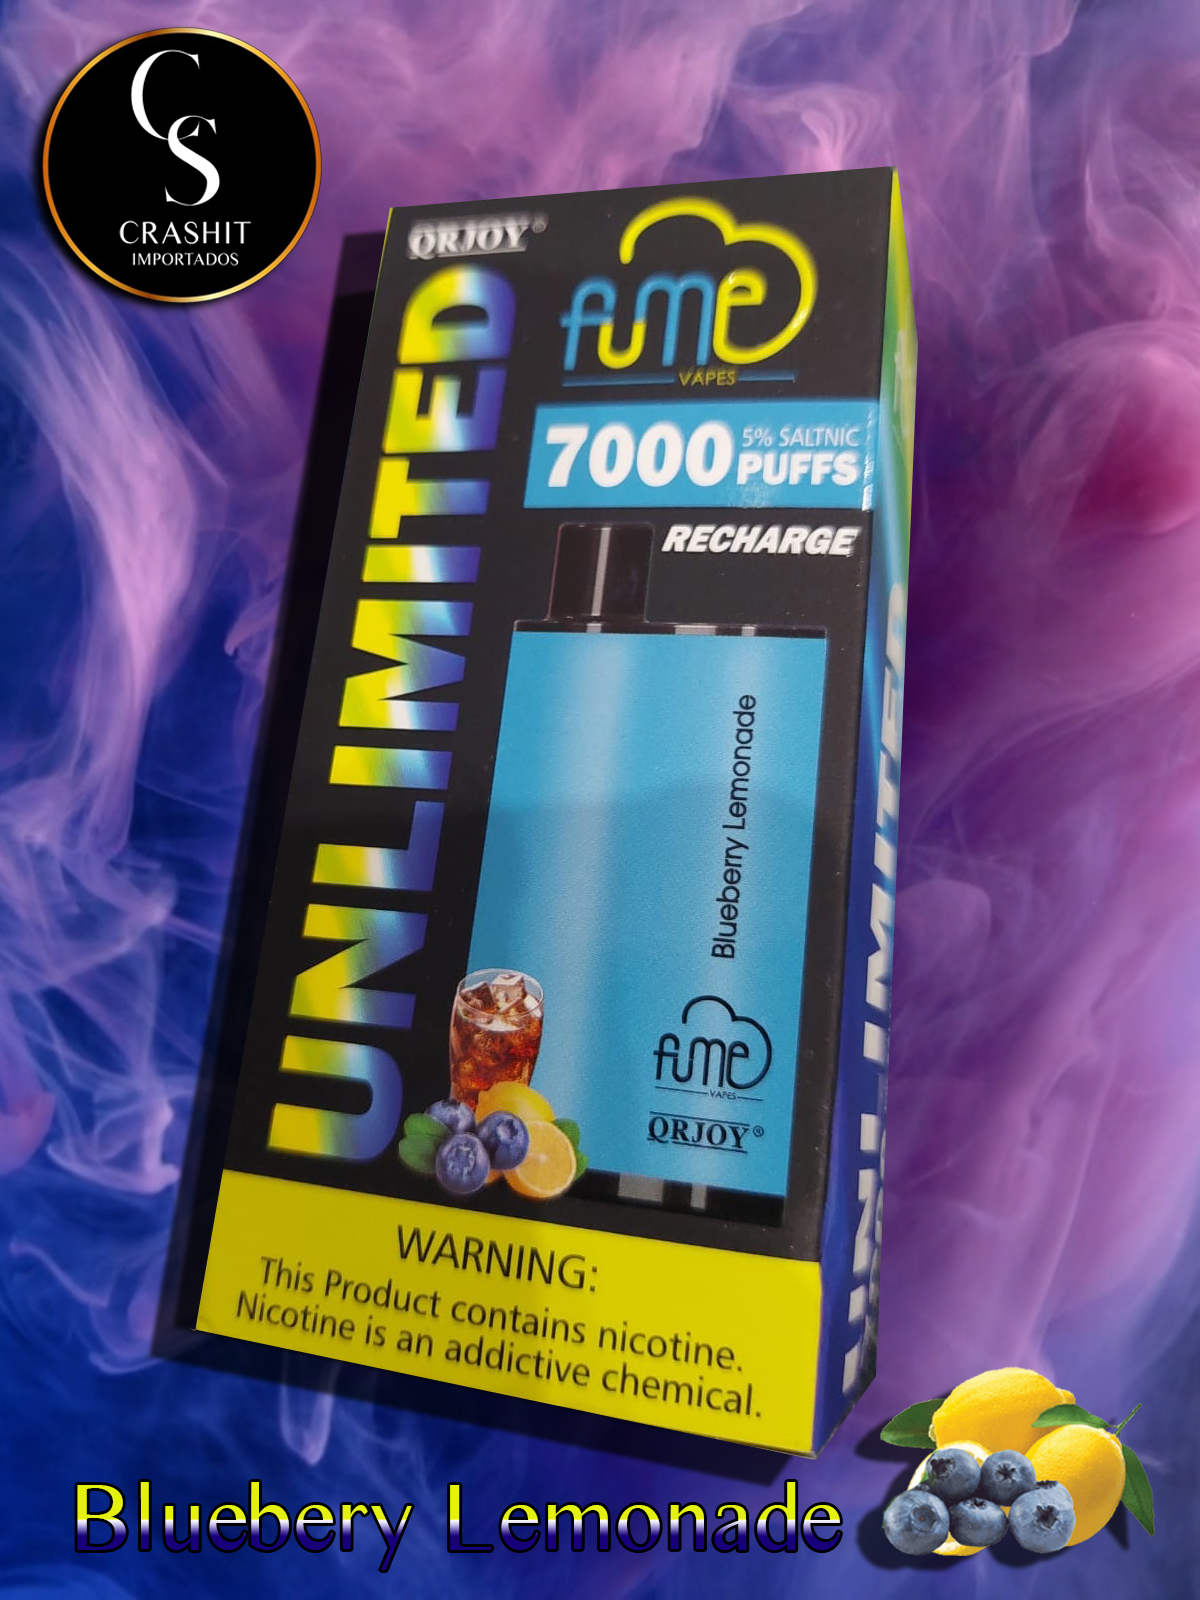 CS
CRASHIT
IMPORTADOS
QRJOY®
fume
VAPES
UNLIMITED
7000 5% SALTNIC
PUFFS
RECHARGE
Blueberry Lemonade
fume
VAPES
QRJOY®
UNLIMITED
WARNING:
This Product contains nicotine.
Nicotine is an addictive chemical.
Bluebery Lemonade